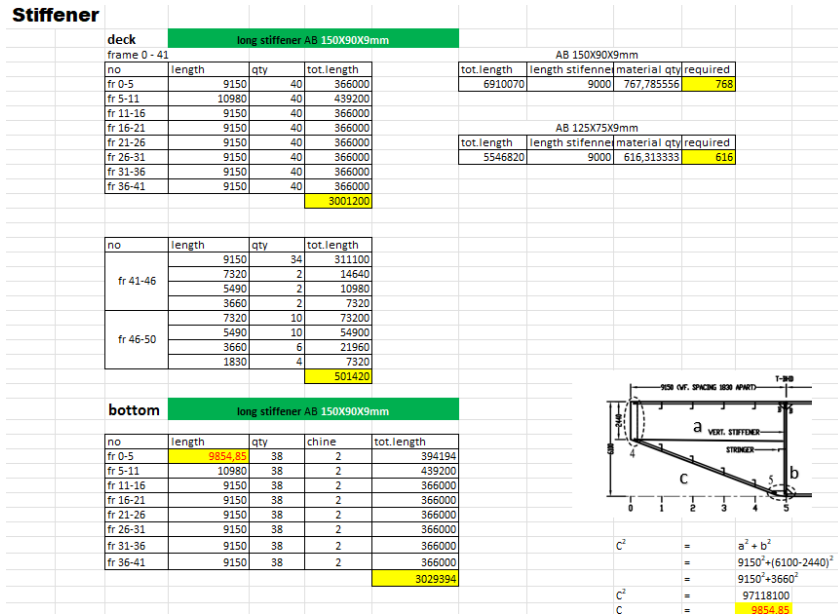 Stiffener
deck long stiffener AB 150X90X9mm
frame 0 - 41 AB 150X90X9mm
no length qty tot.length tot.length length stifenne material qty required
fr 0-5 9150 40 366000 6910070 9000 767,785556 768
fr 5-11 10980 40 439200
fr 11-16 9150 40 366000
fr 16-21 9150 40 366000 AB 125X75X9mm
fr 21-26 9150 40 366000 tot.length length stifenne material qty required
fr 26-31 9150 40 366000 5546820 9000 616,313333 616
fr 31-36 9150 40 366000
fr 36-41 9150 40 366000
3001200
no length qty tot.length
fr 41-46
9150 34 311100
7320 2 14640
5490 2 10980
3660 2 7320
fr 46-50
7320 10 73200
5490 10 54900
3660 6 21960
1830 4 7320
501420
bottom long stiffener AB 150X90X9mm
no length qty chine tot.length
fr 0-5 9854,85 38 2 394194
fr 5-11 10980 38 2 439200
fr 11-16 9150 38 2 366000
fr 16-21 9150 38 2 366000
fr 21-26 9150 38 2 366000
fr 26-31 9150 38 2 366000
fr 31-36 9150 38 2 366000
fr 36-41 9150 38 2 366000
3029394
T-BHD
9150 (VF. SPACING 1830 APART)
2440
6100
a VERT. STIFFENER
STRINGER
4
c
5
b
0 1 2 3 4 5
C² = a² + b²
= 9150²+(6100-2440)²
= 9150²+3660²
C² = 97118100
C = 9854,85